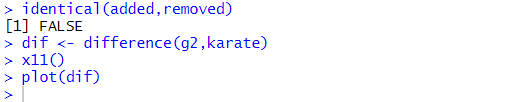 > identical(added,removed)
[1] FALSE
> dif <- difference(g2,karate)
> x11()
> plot(dif)
>